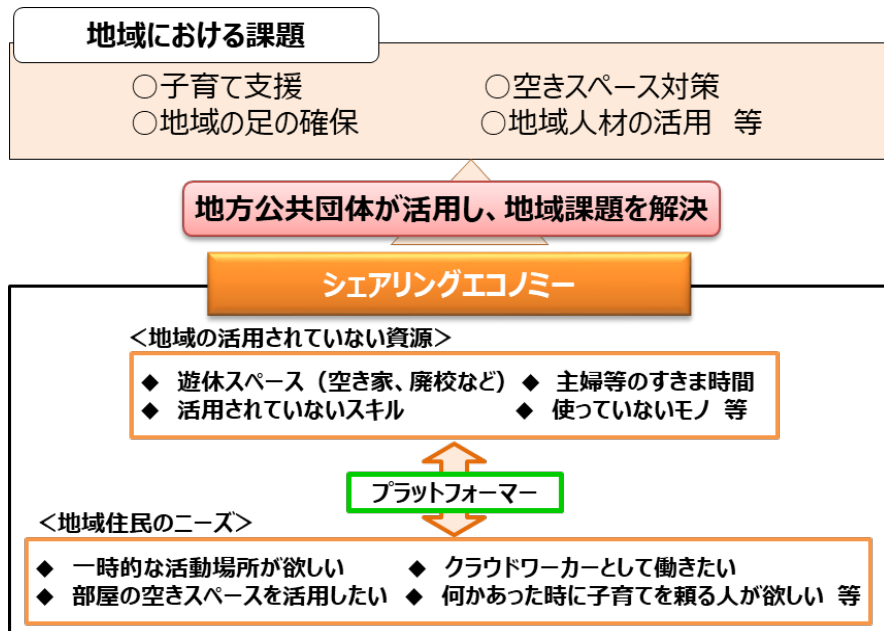 地域における課題
○子育て支援 ○空きスペース対策
○地域の足の確保 ○地域人材の活用 等
地方公共団体が活用し、地域課題を解決
シェアリングエコノミー
＜地域の活用されていない資源＞
◆ 遊休スペース（空き家、廃校など） ◆ 主婦等のすきま時間
◆ 活用されていないスキル ◆ 使っていないモノ 等
プラットフォーマー
＜地域住民のニーズ＞
◆ 一時的な活動場所が欲しい ◆ クラウドワーカーとして働きたい
◆ 部屋の空きスペースを活用したい ◆ 何かあった時に子育てを頼る人が欲しい 等